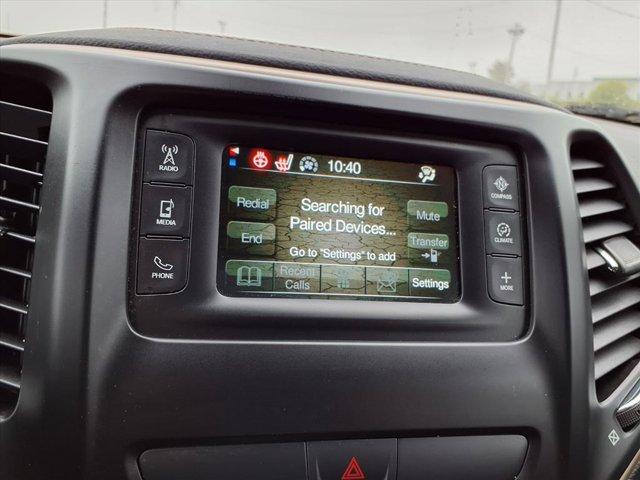 10:40
RADIO
MEDIA
PHONE
Redial
End
Searching for
Paired Devices...
Go to "Settings" to add
Mute
Transfer
Recent
Calls
Settings
COMPASS
CLIMATE
MORE